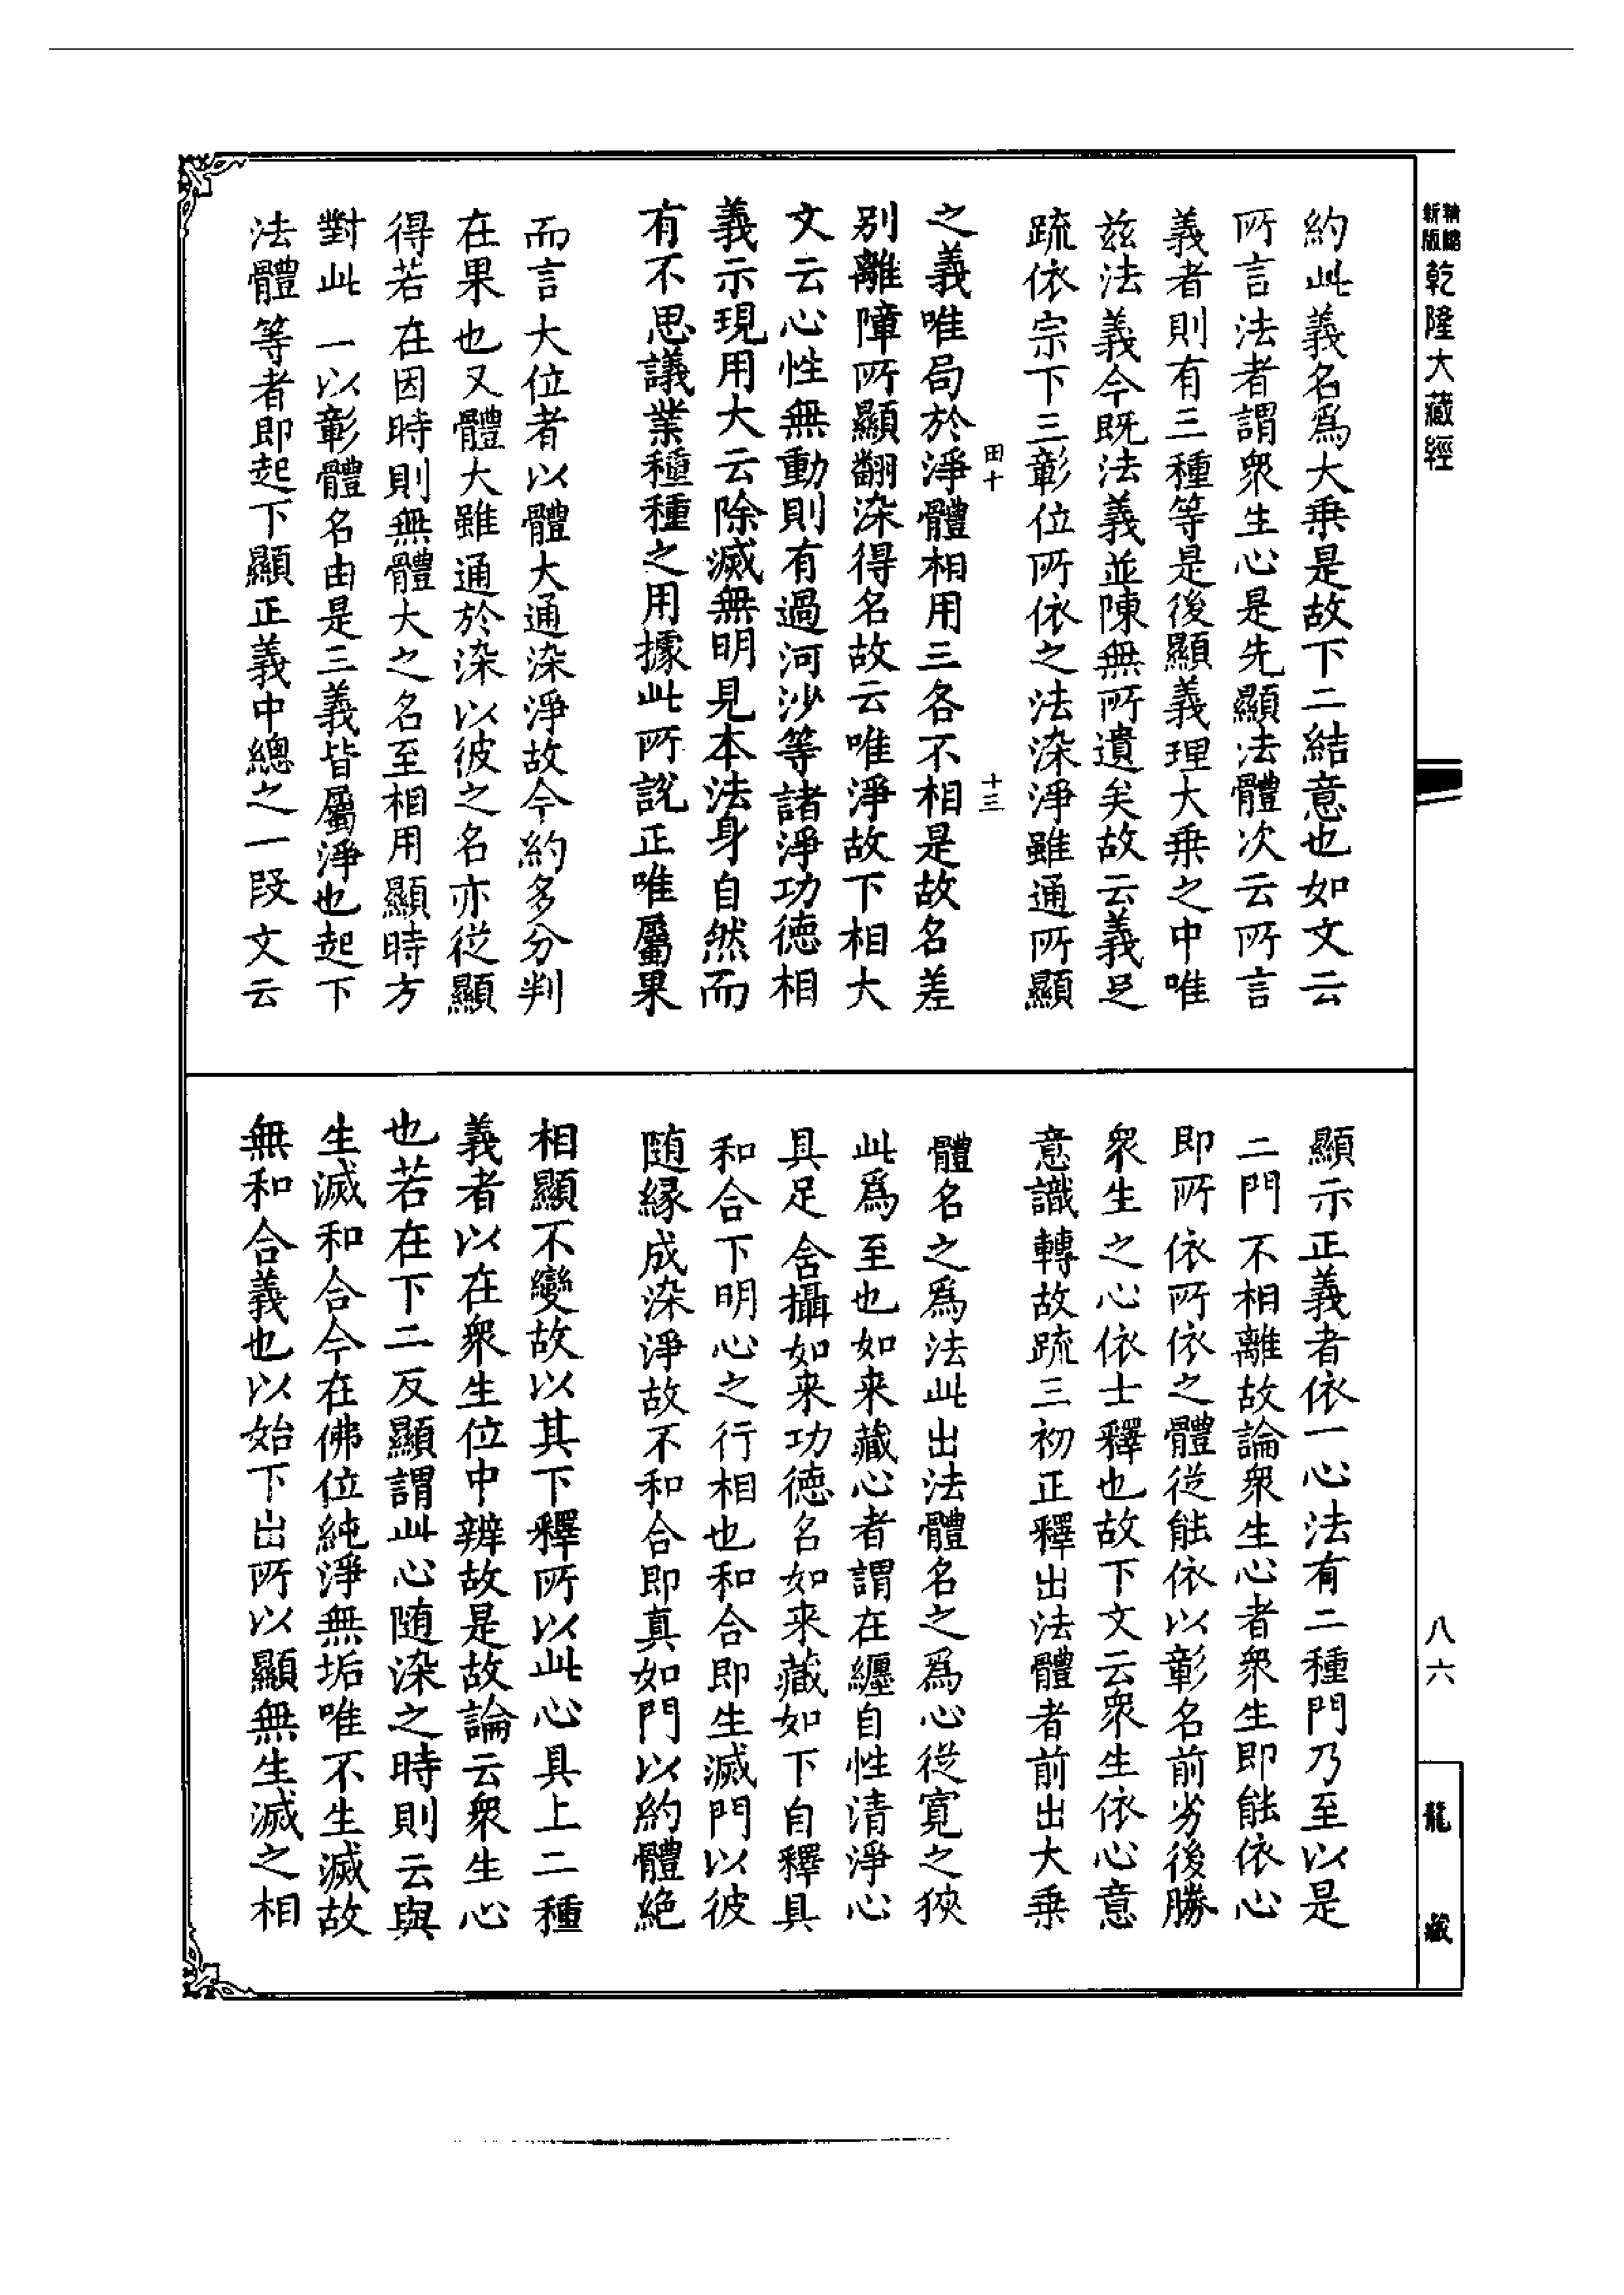 新版精縮
乾隆大藏經
八六
龍藏
約此義名爲大乗是故下二結意也如文云
所言法者謂衆生心是先顯法體次云所言
義者則有三種等是後顯義理大乗之中唯
兹法義今既法義並陳無所遺矣故云義足
疏依宗下三彰位所依之法染淨雖通所顯
田十
十三
之義唯局於淨體相用三各不相是故名差
别離障所顯翻染得名故云唯淨故下相大
文云心性無動則有過河沙等諸淨功德相
義示現用大云除滅無明見本法身自然而
有不思議業種種之用據此所說正唯屬果
而言大位者以體大通染淨故今約多分判
在果也又體大雖通於染以彼之名亦從顯
得若在因時則無體大之名至相用顯時方
對此一以彰體名由是三義皆屬淨也起下
法體等者即起下顯正義中總之一段文云
顯示正義者依一心法有二種門乃至以是
二門不相離故論衆生心者衆生即能依心
即所依所依之體從能依以彰名前劣後勝
衆生之心依士釋也故下文云衆生依心意
意識轉故疏三初正釋出法體者前出大乗
體名之爲法此出法體名之爲心從寛之狹
此爲至也如来藏心者謂在纏自性清淨心
具足含攝如来功德名如来藏如下自釋具
和合下明心之行相也和合即生滅門以彼
随緣成染淨故不和合即真如門以約體絶
相顯不變故以其下釋所以此心具上二種
義者以在衆生位中辨故是故論云衆生心
也若在下二反顯謂此心随染之時則云與
生滅和合今在佛位純淨無垢唯不生滅故
無和合義也以始下出所以顯無生滅之相